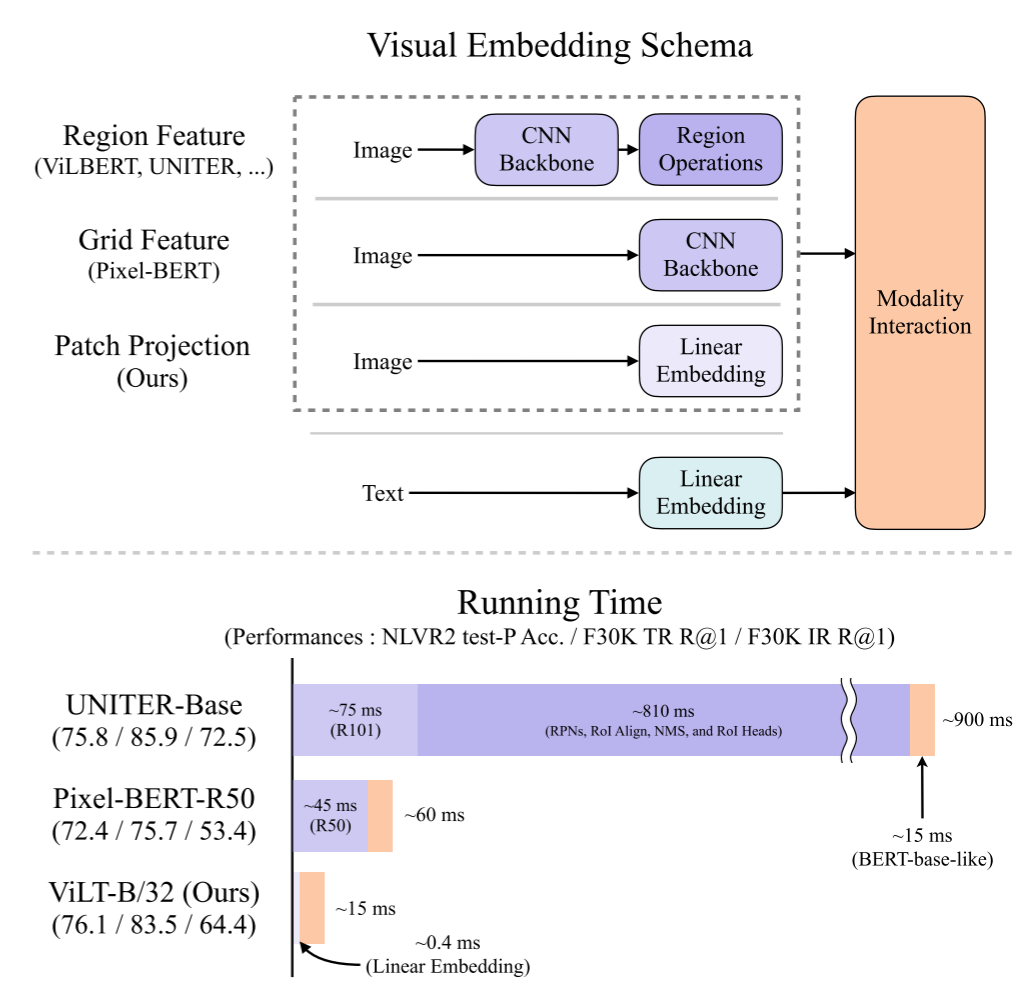 Visual Embedding Schema
Region Feature
(ViLBERT, UNITER, ...)
Image
CNN
Backbone
Region
Operations
Grid Feature
(Pixel-BERT)
Image
CNN
Backbone
Patch Projection
(Ours)
Image
Linear
Embedding
Text
Linear
Embedding
Modality
Interaction
Running Time
(Performances : NLVR2 test-P Acc. / F30K TR R@1 / F30K IR R@1)
UNITER-Base
(75.8 / 85.9 / 72.5)
~75 ms
(R101)
~810 ms
(RPNs, RoI Align, NMS, and RoI Heads)
~900 ms
~15 ms
(BERT-base-like)
Pixel-BERT-R50
(72.4 / 75.7 / 53.4)
~45 ms
(R50)
~60 ms
ViLT-B/32 (Ours)
(76.1 / 83.5 / 64.4)
~15 ms
~0.4 ms
(Linear Embedding)